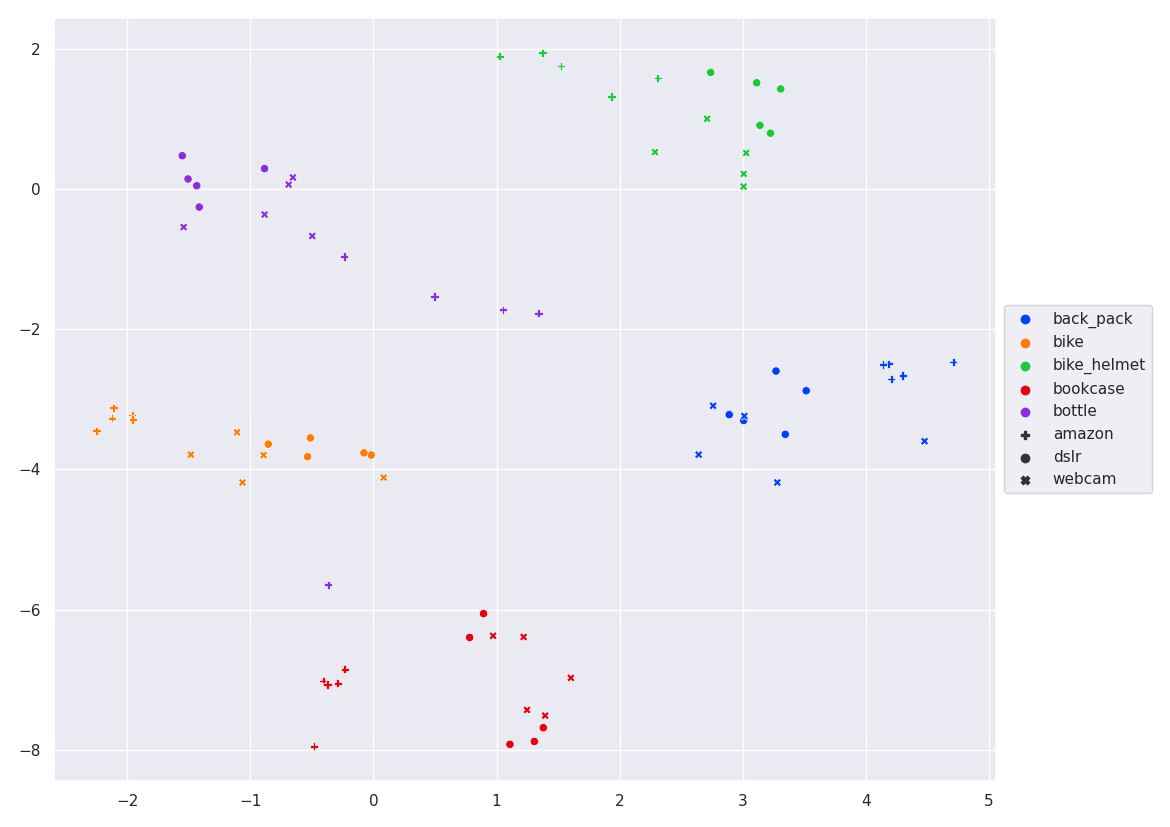 2
0
−2
−4
−6
−8
−2 −1 0 1 2 3 4 5
back_pack
bike
bike_helmet
bookcase
bottle
amazon
dslr
webcam